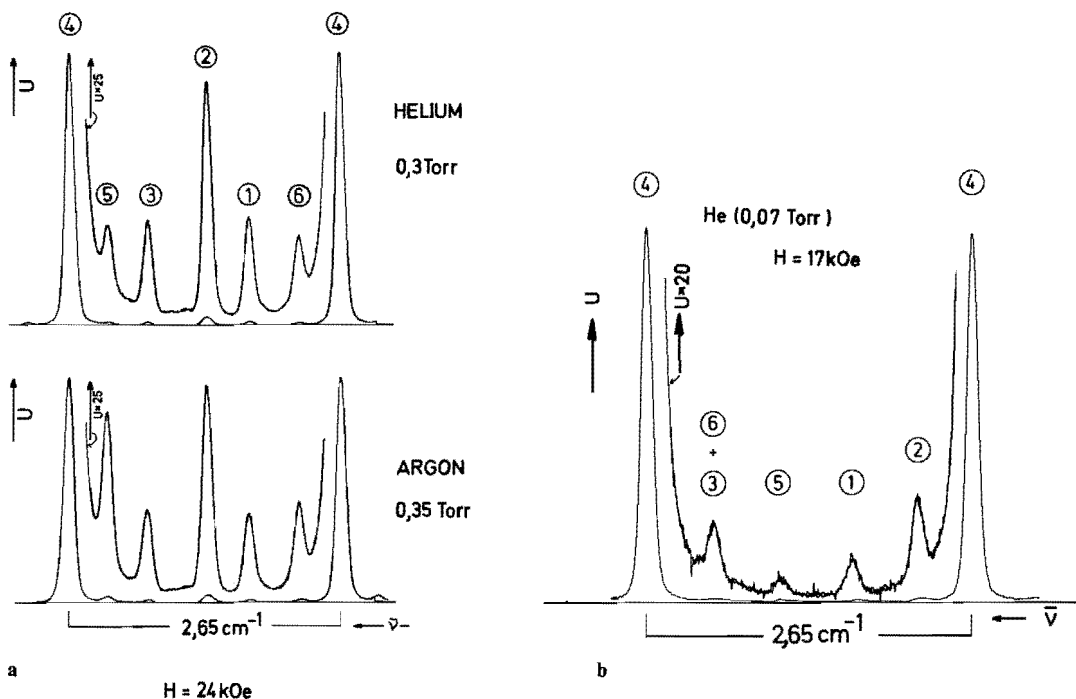 ④ ④
②
U U×25
HELIUM
0,3 Torr
⑤ ③ ① ⑥
U U×25
ARGON
0,35 Torr
2,65 cm⁻¹ ν̃
a
H = 24 kOe
④ ④
He (0,07 Torr)
H = 17 kOe
U U×20
⑥
+
③ ⑤ ① ②
2,65 cm⁻¹ ν̄
b